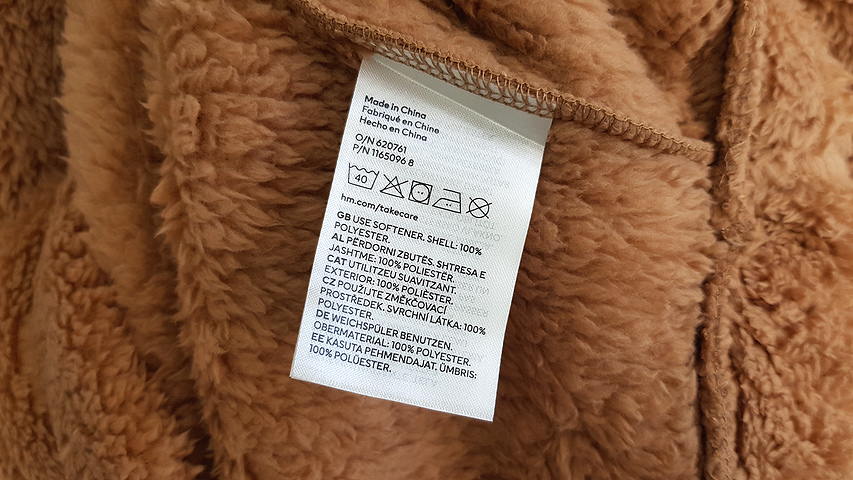 Made in China
Fabriqué en Chine
Hecho en China
O/N 620761
P/N 1165096 8
40
hm.com/takecare
GB USE SOFTENER. SHELL: 100%
POLYESTER.
AL PËRDORNI ZBUTËS. SHTRESA E
JASHTME: 100% POLIESTËR.
CAT UTILITZEU SUAVITZANT.
EXTERIOR: 100% POLIÈSTER.
CZ POUŽIJTE ZMĚKČOVACÍ
PROSTŘEDEK. SVRCHNÍ LÁTKA: 100%
POLYESTER.
DE WEICHSPÜLER BENUTZEN.
OBERMATERIAL: 100% POLYESTER.
EE KASUTA PEHMENDAJAT. ÜMBRIS:
100% POLÜESTER.